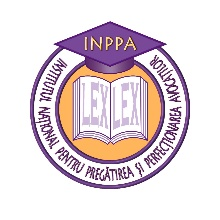 INPPA
LEX LEX
INSTITUTUL NAȚIONAL PENTRU PREGĂTIREA ȘI PERFECȚIONAREA AVOCAȚILOR